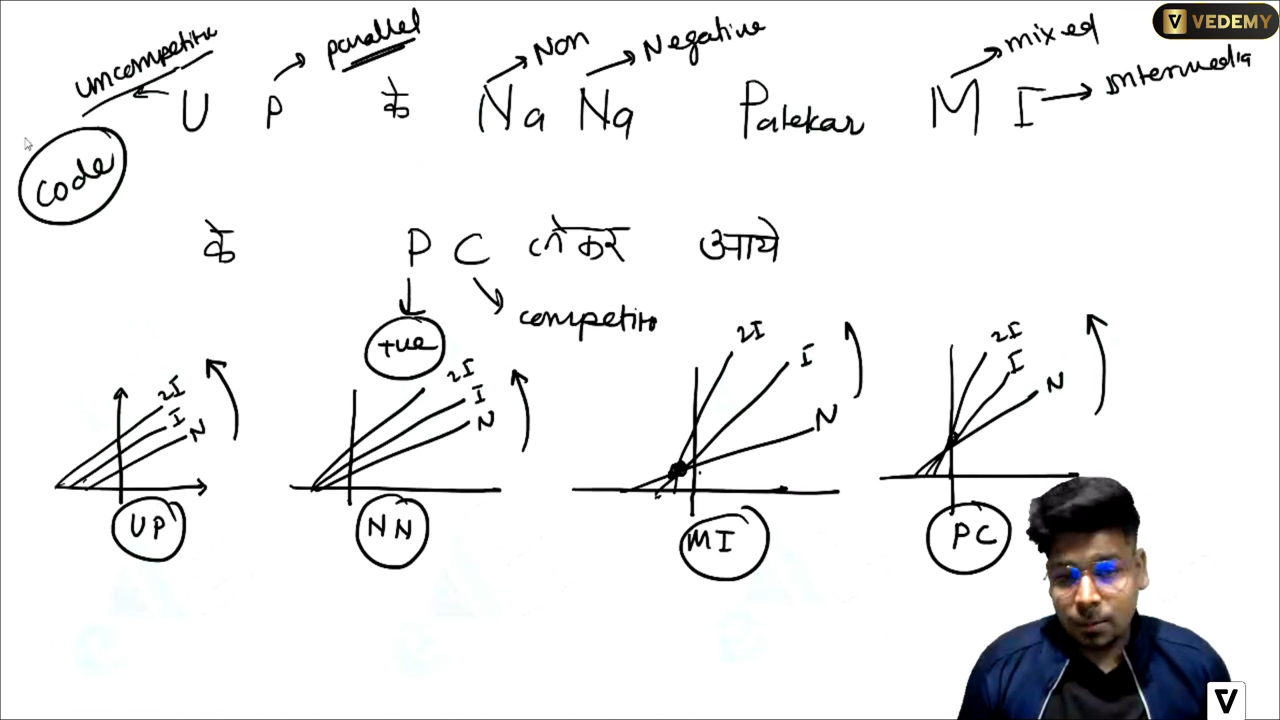 VEDEMY
uncompetitive parallel Non Negative mixed Intermedia
U P के Na Na Patekar M I
code
के P C लेकर आये
competitive
+ve
2I I N 2I I N 2I I N 2I I N
UP NN MI PC